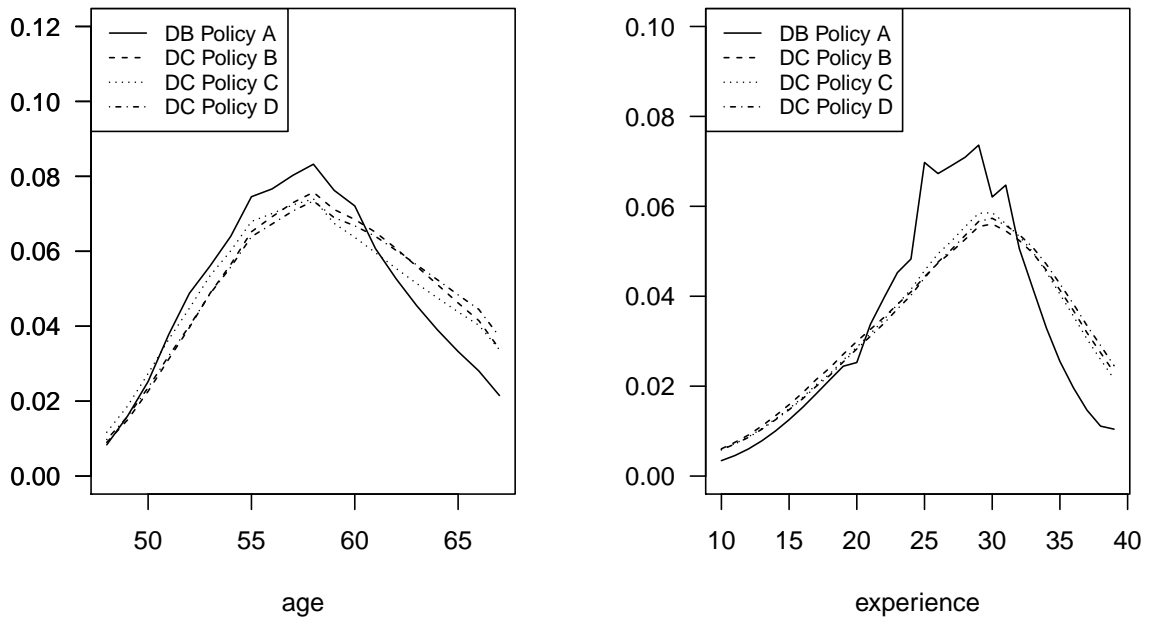 0.12
0.10
0.08
0.06
0.04
0.02
0.00
DB Policy A
DC Policy B
DC Policy C
DC Policy D
50 55 60 65
age
0.10
0.08
0.06
0.04
0.02
0.00
DB Policy A
DC Policy B
DC Policy C
DC Policy D
10 15 20 25 30 35 40
experience